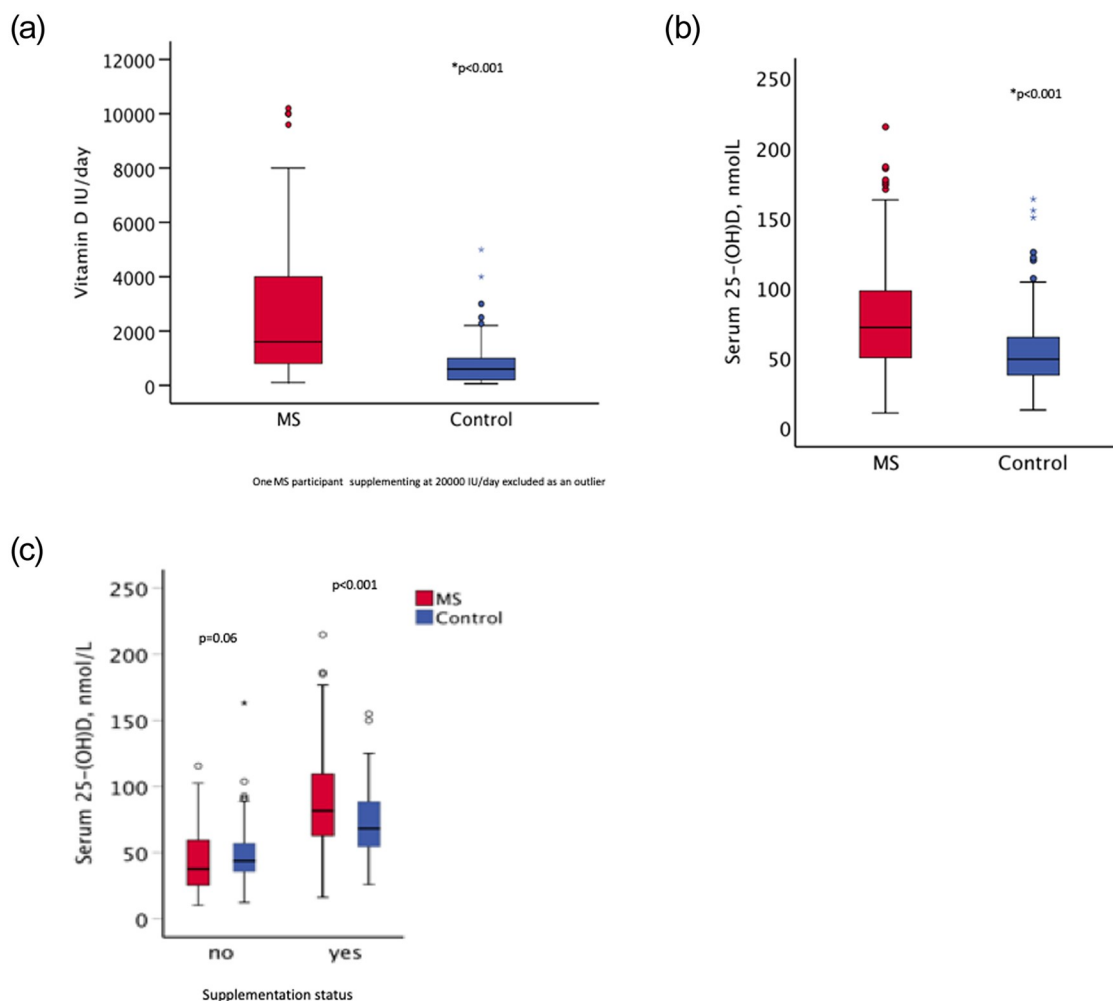 (a)
Vitamin D IU/day
12000
10000
8000
6000
4000
2000
0
*p<0.001
MS
Control
One MS participant supplementing at 20000 IU/day excluded as an outlier
(b)
Serum 25-(OH)D, nmolL
250
200
150
100
50
0
*p<0.001
MS
Control
(c)
Serum 25-(OH)D, nmol/L
250
200
150
100
50
0
p=0.06
p<0.001
MS
Control
no
yes
Supplementation status